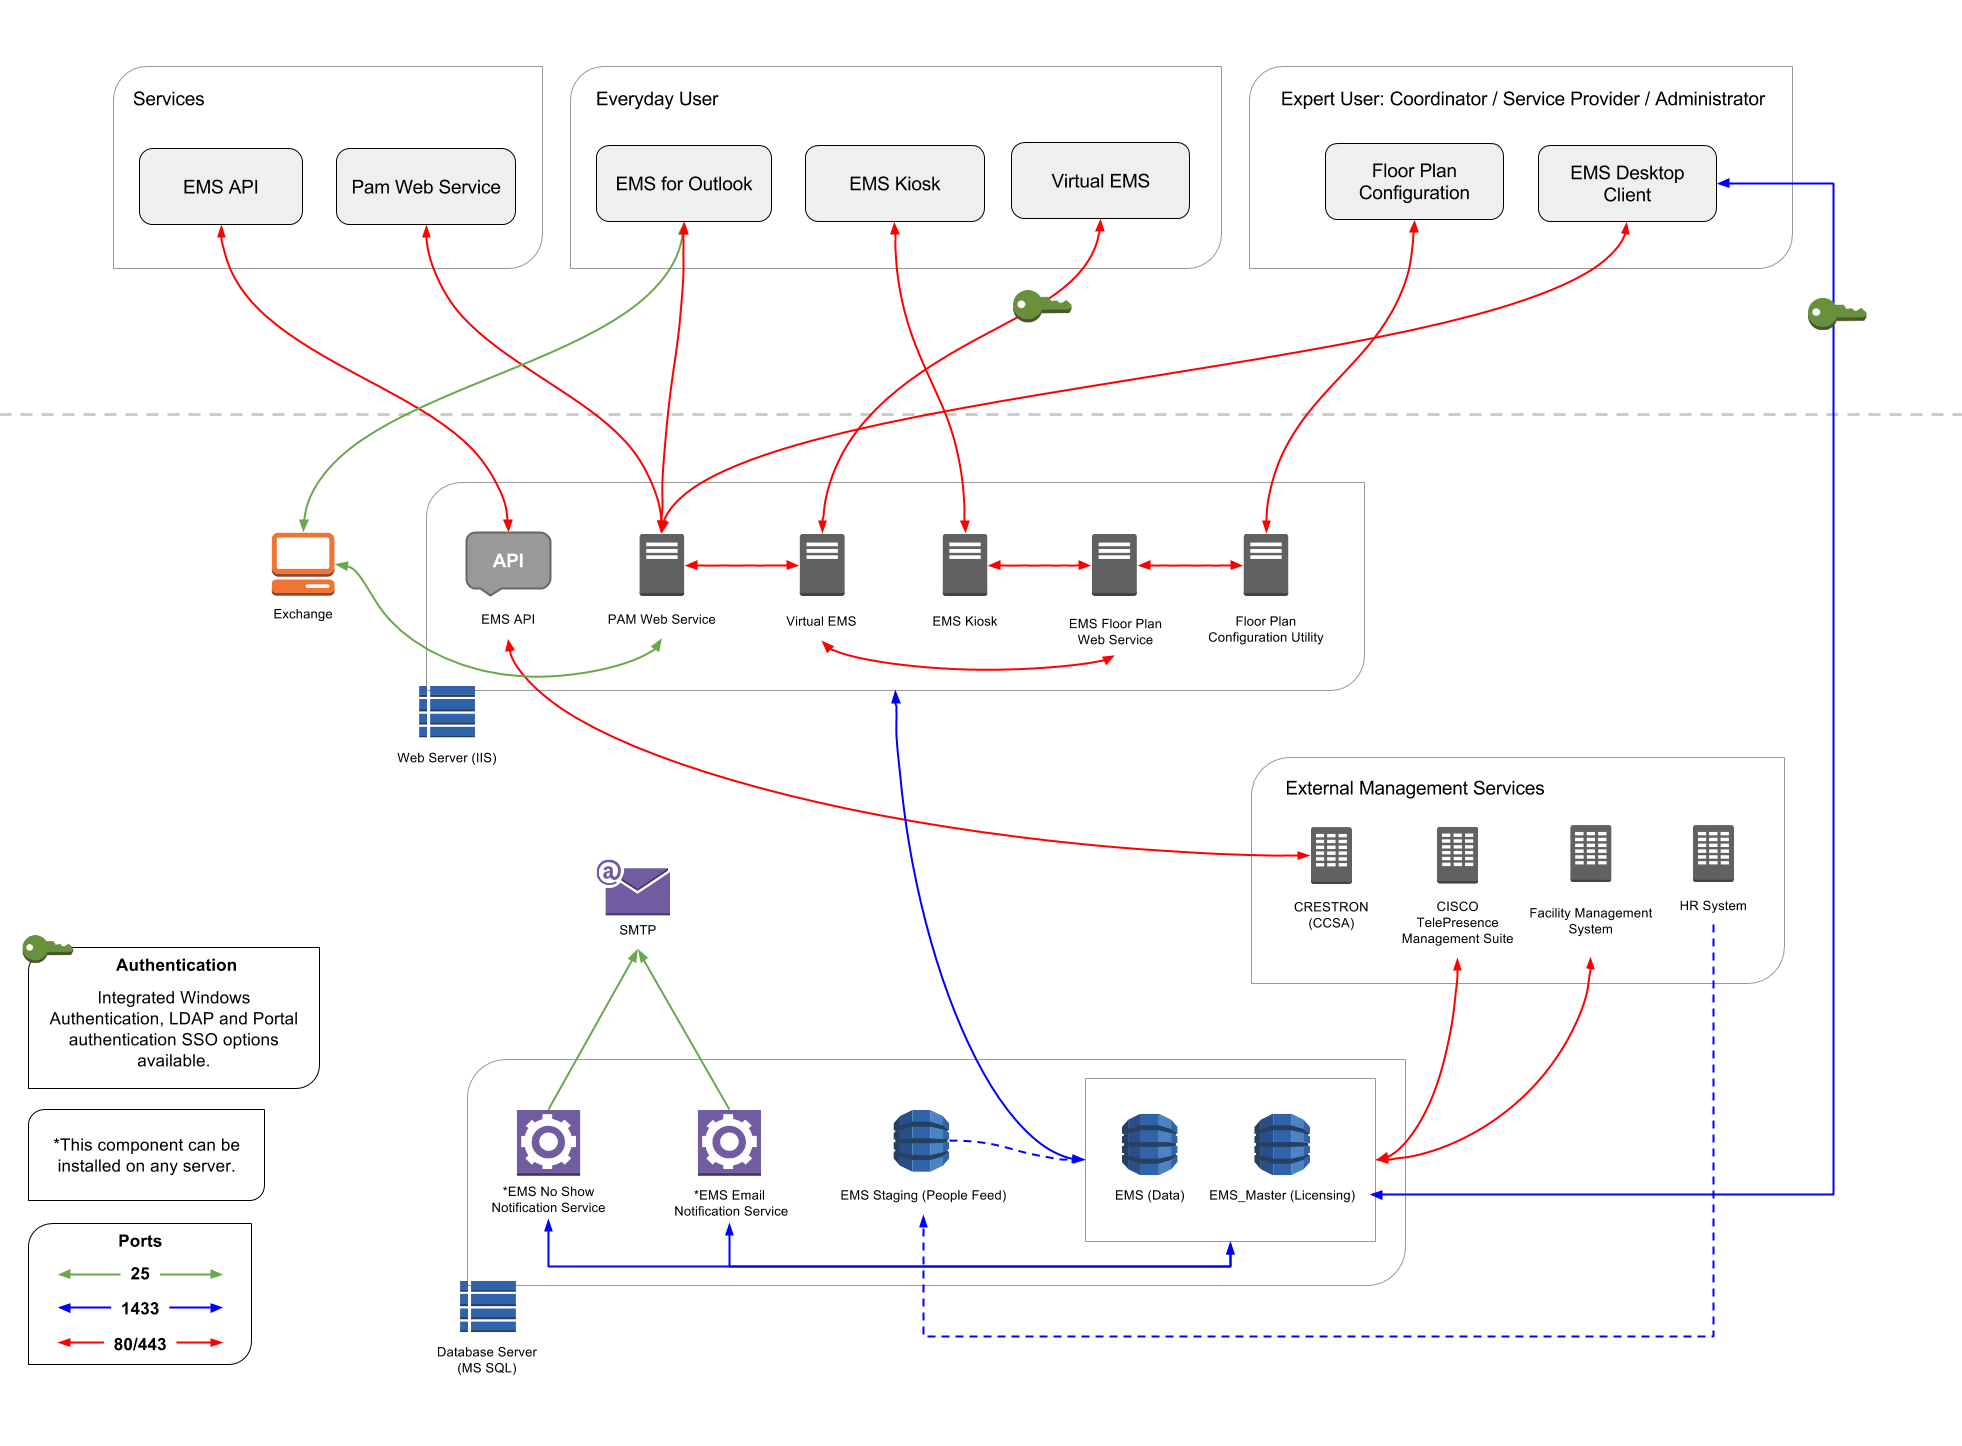 Services
EMS API
Pam Web Service
Everyday User
EMS for Outlook
EMS Kiosk
Virtual EMS
Expert User: Coordinator / Service Provider / Administrator
Floor Plan
Configuration
EMS Desktop
Client
Exchange
API
EMS API
PAM Web Service
Virtual EMS
EMS Kiosk
EMS Floor Plan
Web Service
Floor Plan
Configuration Utility
Web Server (IIS)
External Management Services
CRESTRON
(CCSA)
CISCO
TelePresence
Management Suite
Facility Management
System
HR System
@
SMTP
Authentication
Integrated Windows
Authentication, LDAP and Portal
authentication SSO options
available.
*This component can be
installed on any server.
Ports
25
1433
80/443
*EMS No Show
Notification Service
*EMS Email
Notification Service
EMS Staging (People Feed)
EMS (Data)
EMS_Master (Licensing)
Database Server
(MS SQL)